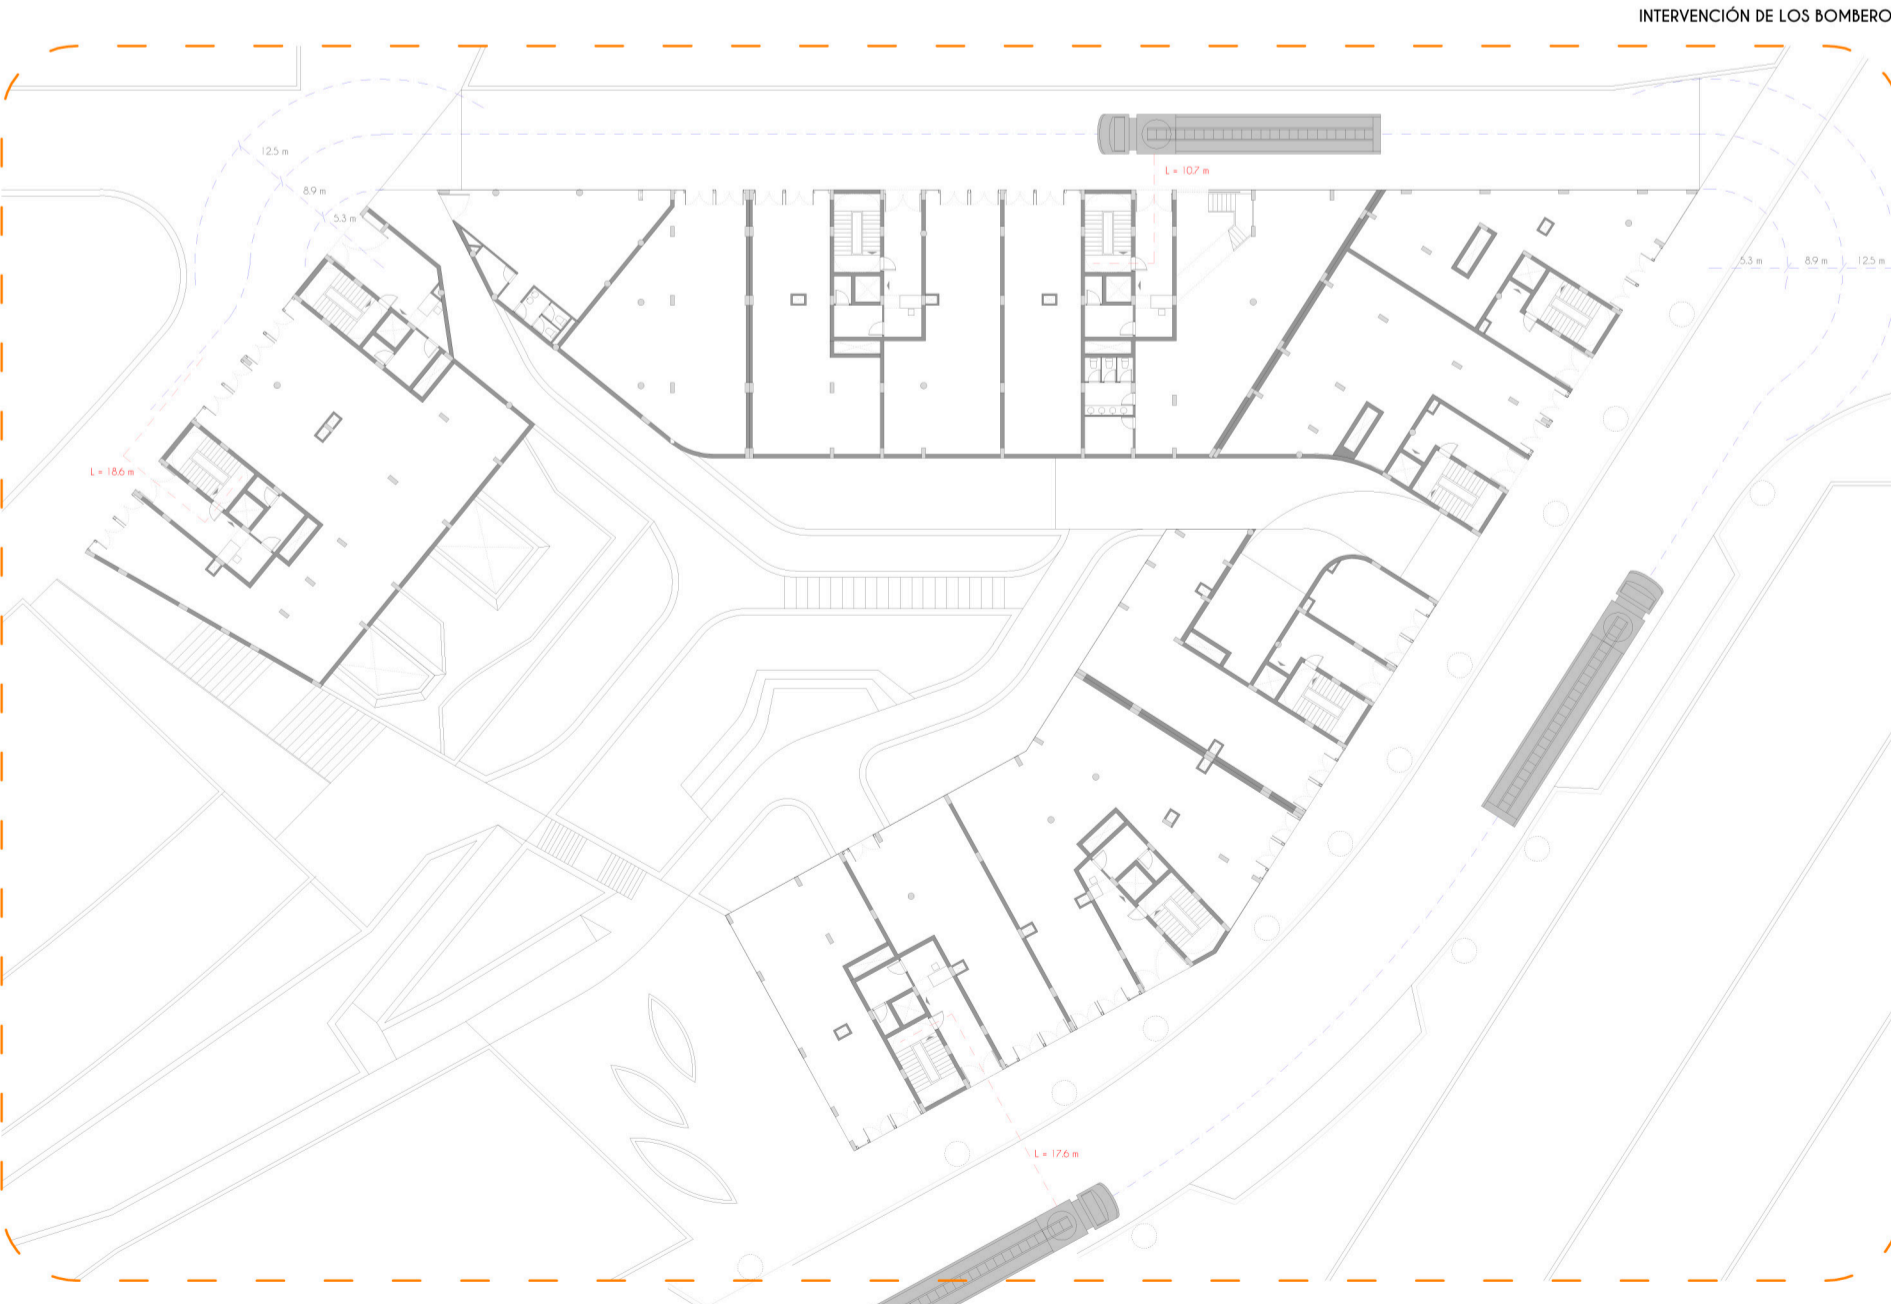 INTERVENCIÓN DE LOS BOMBERO
12.5 m
L = 10.7 m
8.9 m
5.3 m
5.3 m
8.9 m
12.5 m
L = 18.6 m
L = 17.6 m